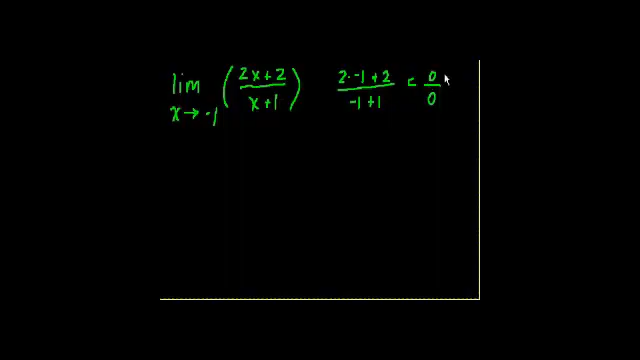 lim x→-1 ( (2x+2)/(x+1) )   (2·-1+2)/(-1+1) = 0/0